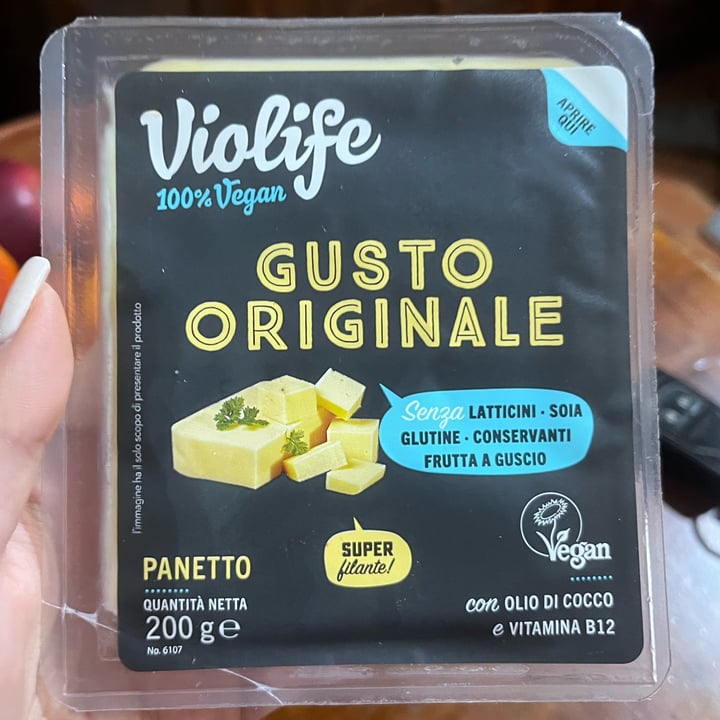 Violife
100% Vegan
APRIRE
QUI
GUSTO
ORIGINALE
l'immagine ha il solo scopo di presentare il prodotto
Senza LATTICINI · SOIA
GLUTINE · CONSERVANTI
FRUTTA A GUSCIO
SUPER
filante!
Vegan
PANETTO
QUANTITÀ NETTA
200 g e
No. 6107
con OLIO DI COCCO
e VITAMINA B12